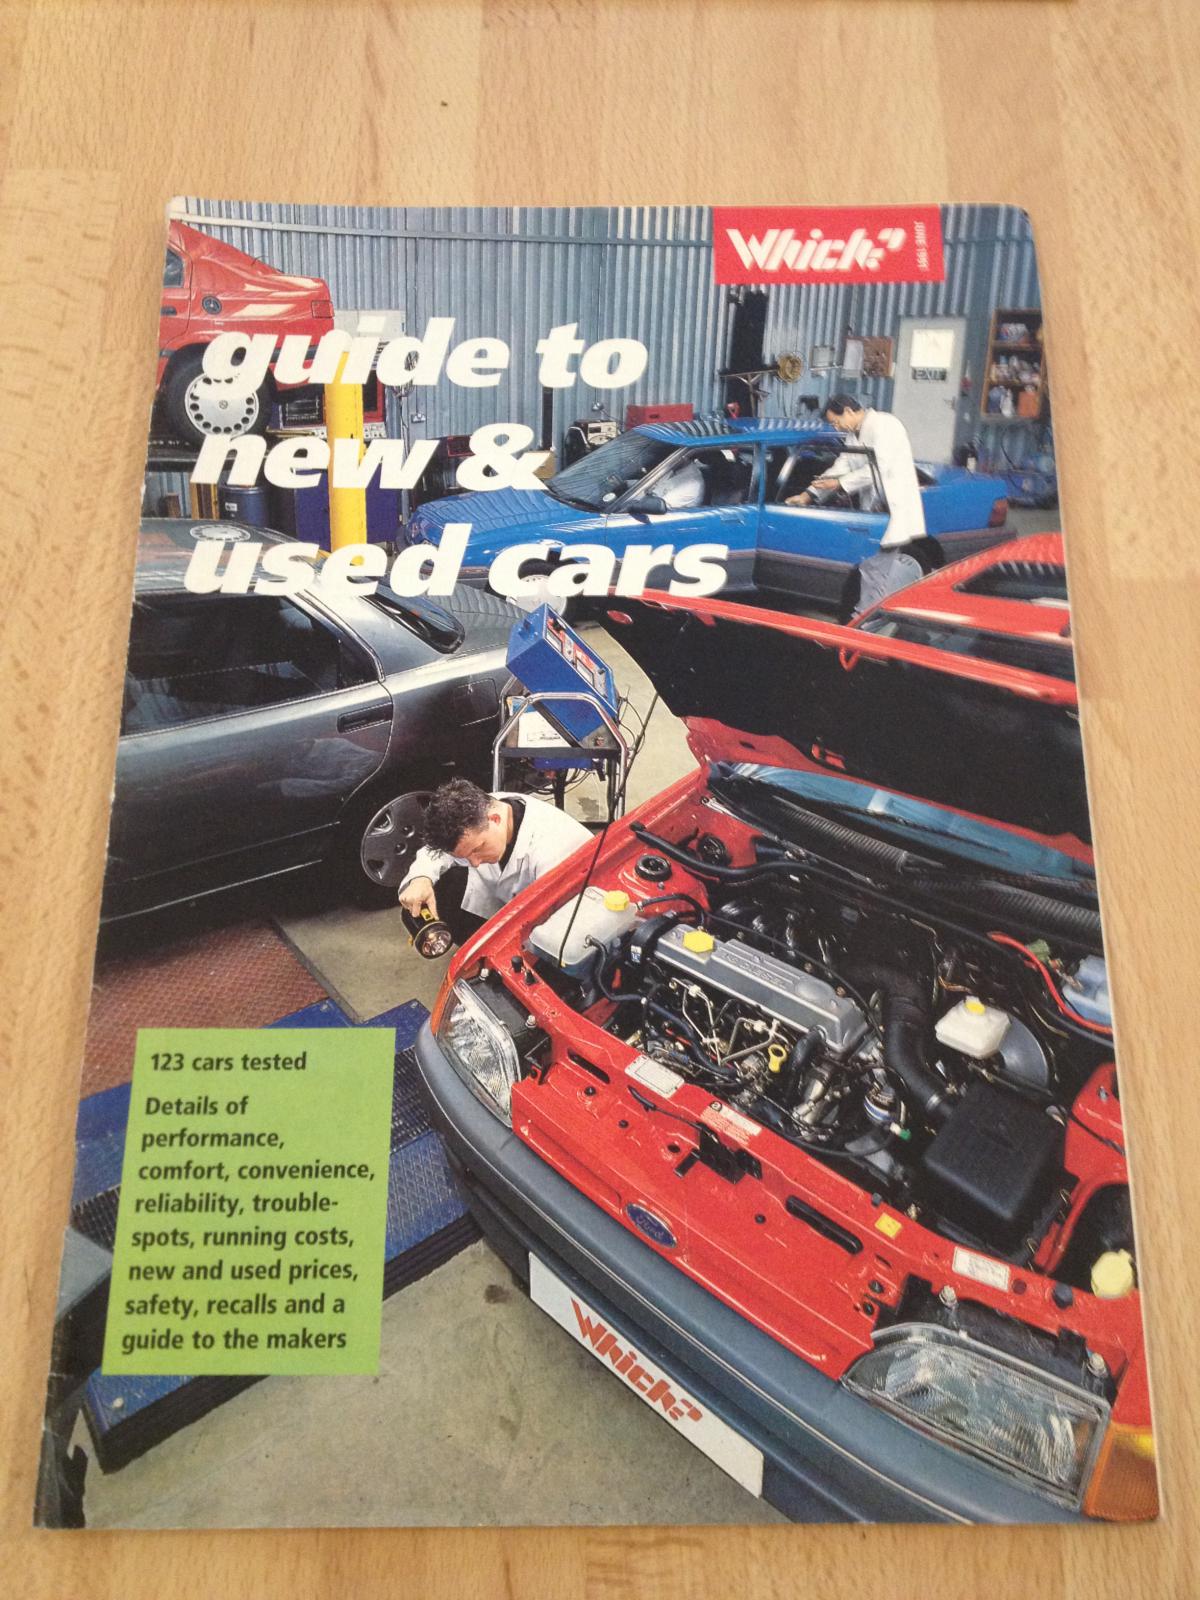 Which?
JUNE 1991
guide to
new &
used cars
EXIT
123 cars tested
Details of
performance,
comfort, convenience,
reliability, trouble-
spots, running costs,
new and used prices,
safety, recalls and a
guide to the makers
Ford
Which?